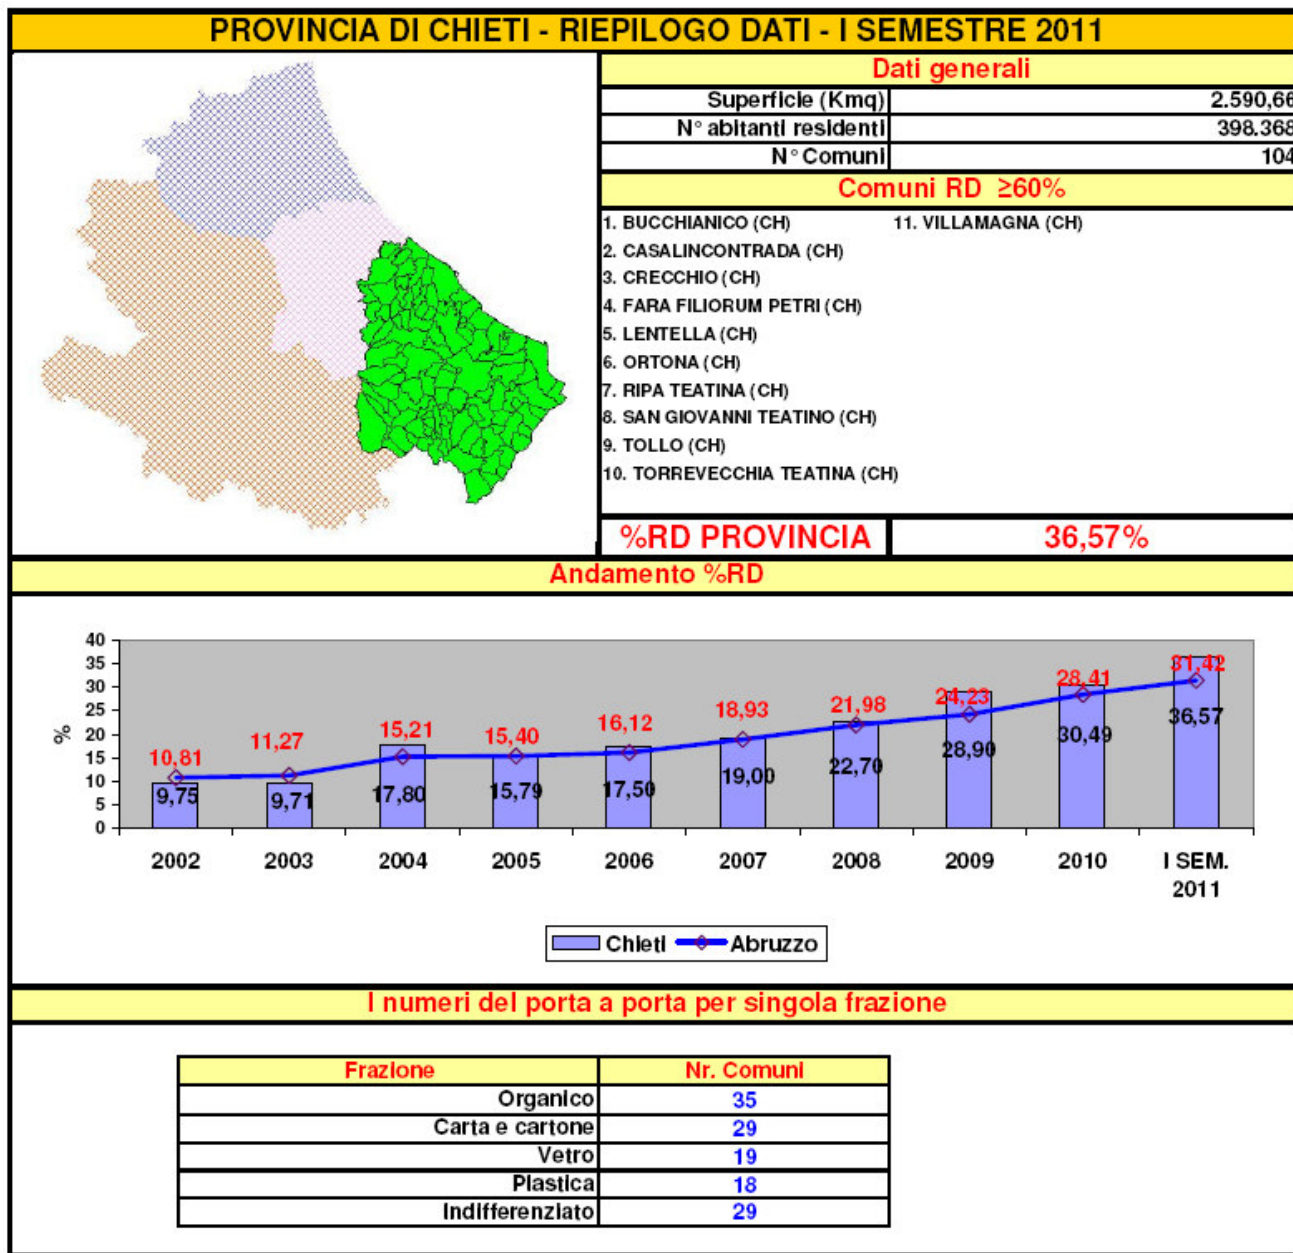 PROVINCIA DI CHIETI - RIEPILOGO DATI - I SEMESTRE 2011
Dati generali
Superficie (Kmq) 2.590,66
N° abitanti residenti 398.368
N° Comuni 104
Comuni RD ≥60%
1. BUCCHIANICO (CH) 11. VILLAMAGNA (CH)
2. CASALINCONTRADA (CH)
3. CRECCHIO (CH)
4. FARA FILIORUM PETRI (CH)
5. LENTELLA (CH)
6. ORTONA (CH)
7. RIPA TEATINA (CH)
8. SAN GIOVANNI TEATINO (CH)
9. TOLLO (CH)
10. TORREVECCHIA TEATINA (CH)
%RD PROVINCIA 36,57%
Andamento %RD
%
40
35
30
25
20
15
10
5
0
10,81 11,27 15,21 15,40 16,12 18,93 21,98 24,23 28,41 31,42
9,75 9,71 17,80 15,79 17,50 19,00 22,70 28,90 30,49 36,57
2002 2003 2004 2005 2006 2007 2008 2009 2010 I SEM.
2011
Chieti Abruzzo
I numeri del porta a porta per singola frazione
Frazione Nr. Comuni
Organico 35
Carta e cartone 29
Vetro 19
Plastica 18
Indifferenziato 29